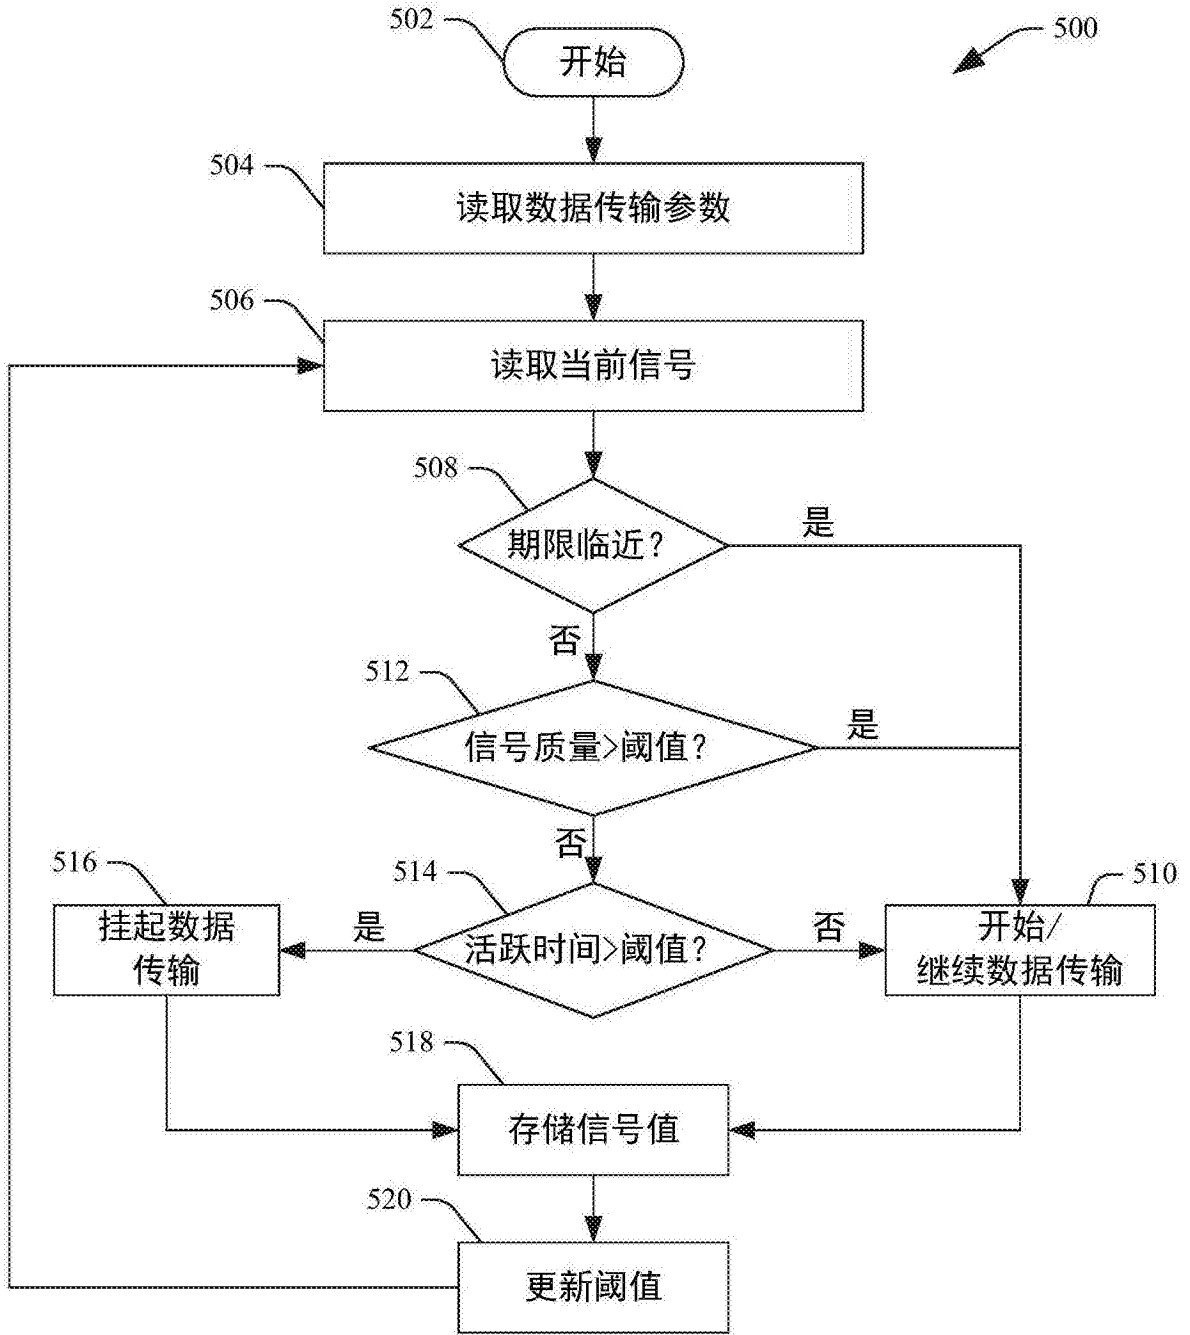 502
500
开始
504
读取数据传输参数
506
读取当前信号
508
期限临近？
是
否
512
信号质量>阈值？
是
否
514
516
510
挂起数据
传输
是
活跃时间>阈值？
否
开始/
继续数据传输
518
存储信号值
520
更新阈值